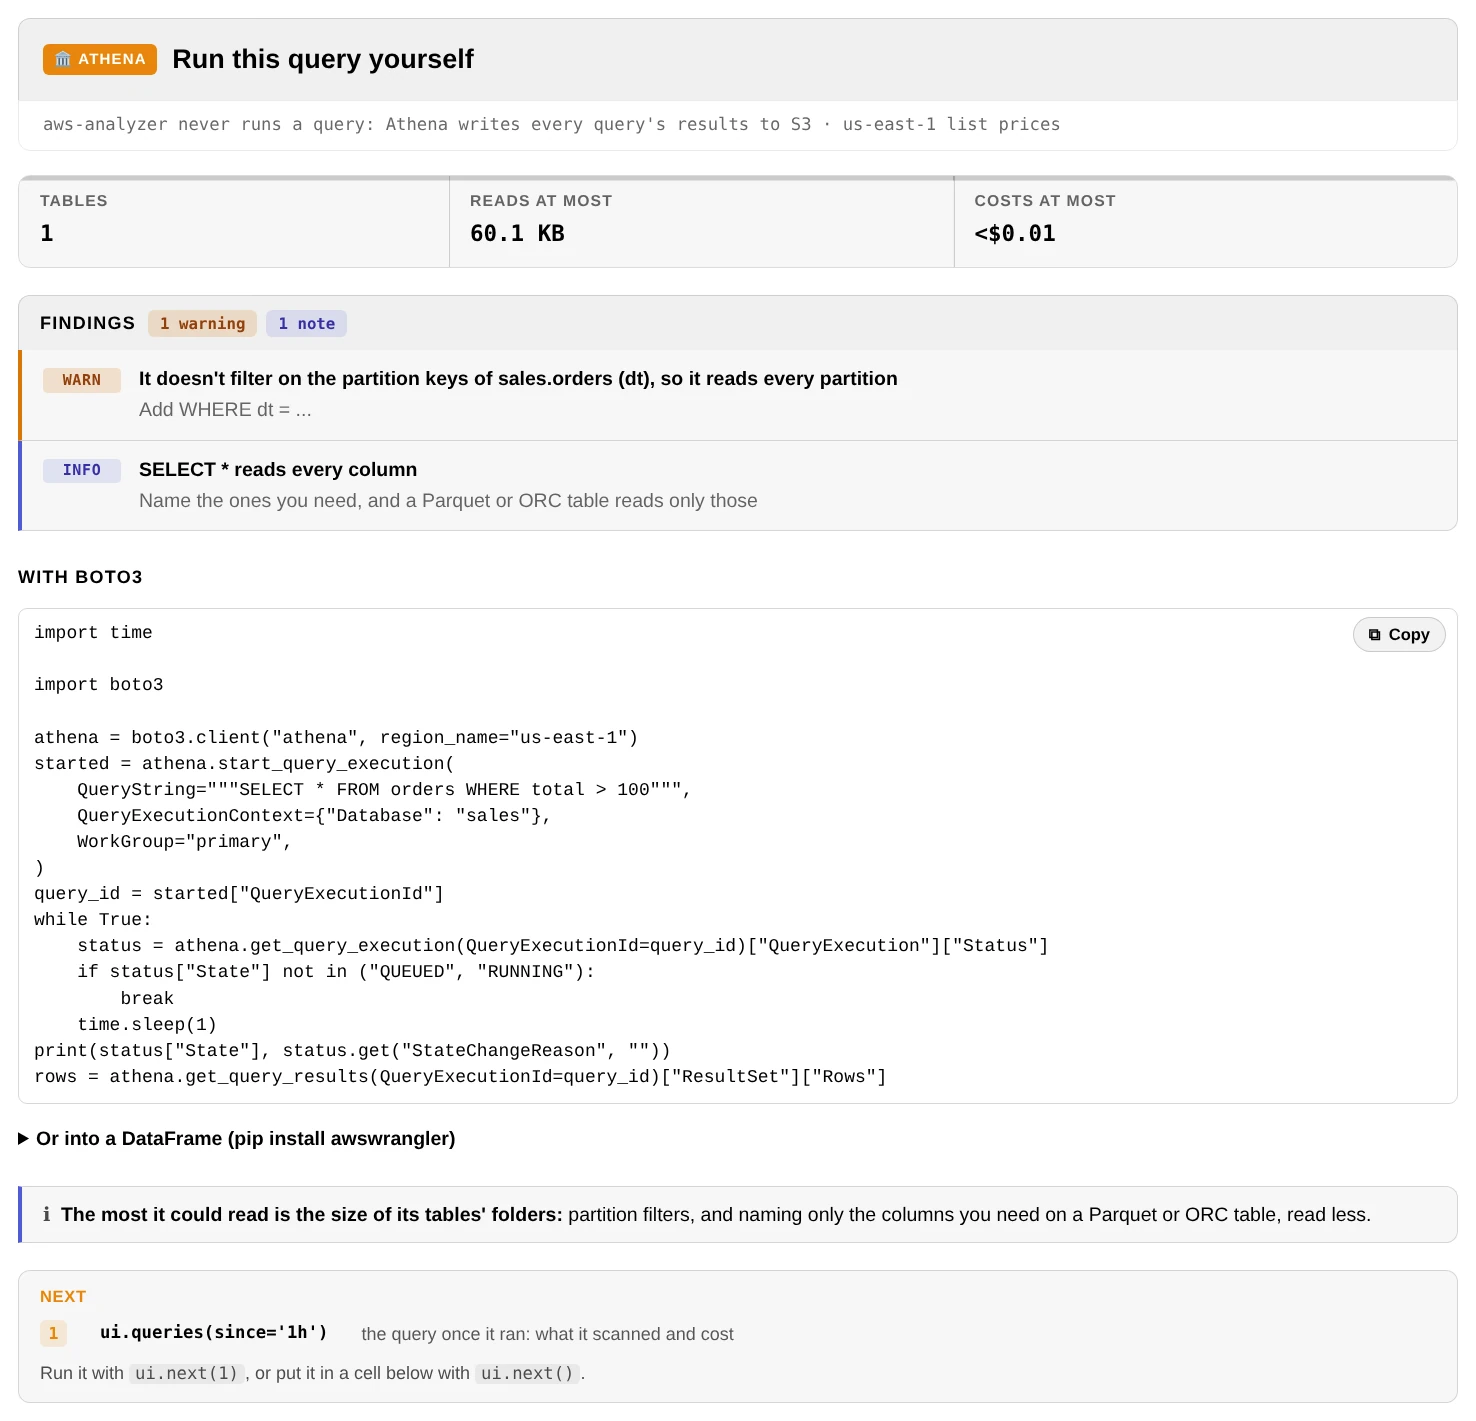 🏛️ ATHENA Run this query yourself
aws-analyzer never runs a query: Athena writes every query's results to S3 · us-east-1 list prices
TABLES
1
READS AT MOST
60.1 KB
COSTS AT MOST
<$0.01
FINDINGS 1 warning 1 note
WARN It doesn't filter on the partition keys of sales.orders (dt), so it reads every partition
Add WHERE dt = ...
INFO SELECT * reads every column
Name the ones you need, and a Parquet or ORC table reads only those
WITH BOTO3
⧉ Copy
import time

import boto3

athena = boto3.client("athena", region_name="us-east-1")
started = athena.start_query_execution(
    QueryString="""SELECT * FROM orders WHERE total > 100""",
    QueryExecutionContext={"Database": "sales"},
    WorkGroup="primary",
)
query_id = started["QueryExecutionId"]
while True:
    status = athena.get_query_execution(QueryExecutionId=query_id)["QueryExecution"]["Status"]
    if status["State"] not in ("QUEUED", "RUNNING"):
        break
    time.sleep(1)
print(status["State"], status.get("StateChangeReason", ""))
rows = athena.get_query_results(QueryExecutionId=query_id)["ResultSet"]["Rows"]
▶ Or into a DataFrame (pip install awswrangler)
ℹ The most it could read is the size of its tables' folders: partition filters, and naming only the columns you need on a Parquet or ORC table, read less.
NEXT
1 ui.queries(since='1h') the query once it ran: what it scanned and cost
Run it with ui.next(1), or put it in a cell below with ui.next().